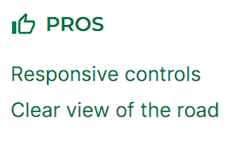 PROS
Responsive controls
Clear view of the road